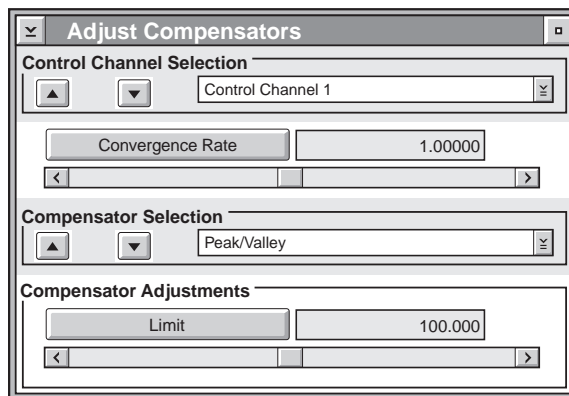 Adjust Compensators
Control Channel Selection
Control Channel 1
Convergence Rate 1.00000
Compensator Selection
Peak/Valley
Compensator Adjustments
Limit 100.000